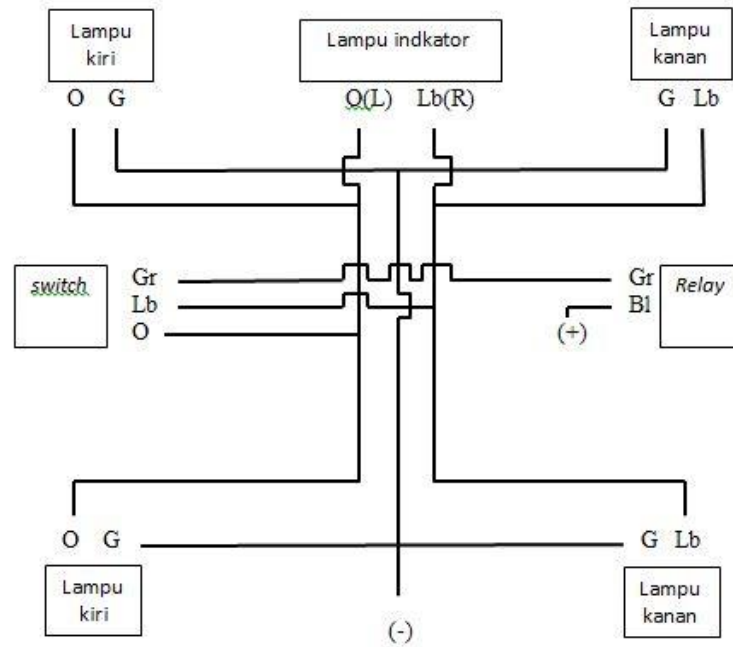 Lampu
kiri
Lampu indkator
Lampu
kanan
O G
O(L) Lb(R)
G Lb
switch
Gr
Lb
O
Gr
Bl
Relay
(+)
O G
G Lb
Lampu
kiri
Lampu
kanan
(-)